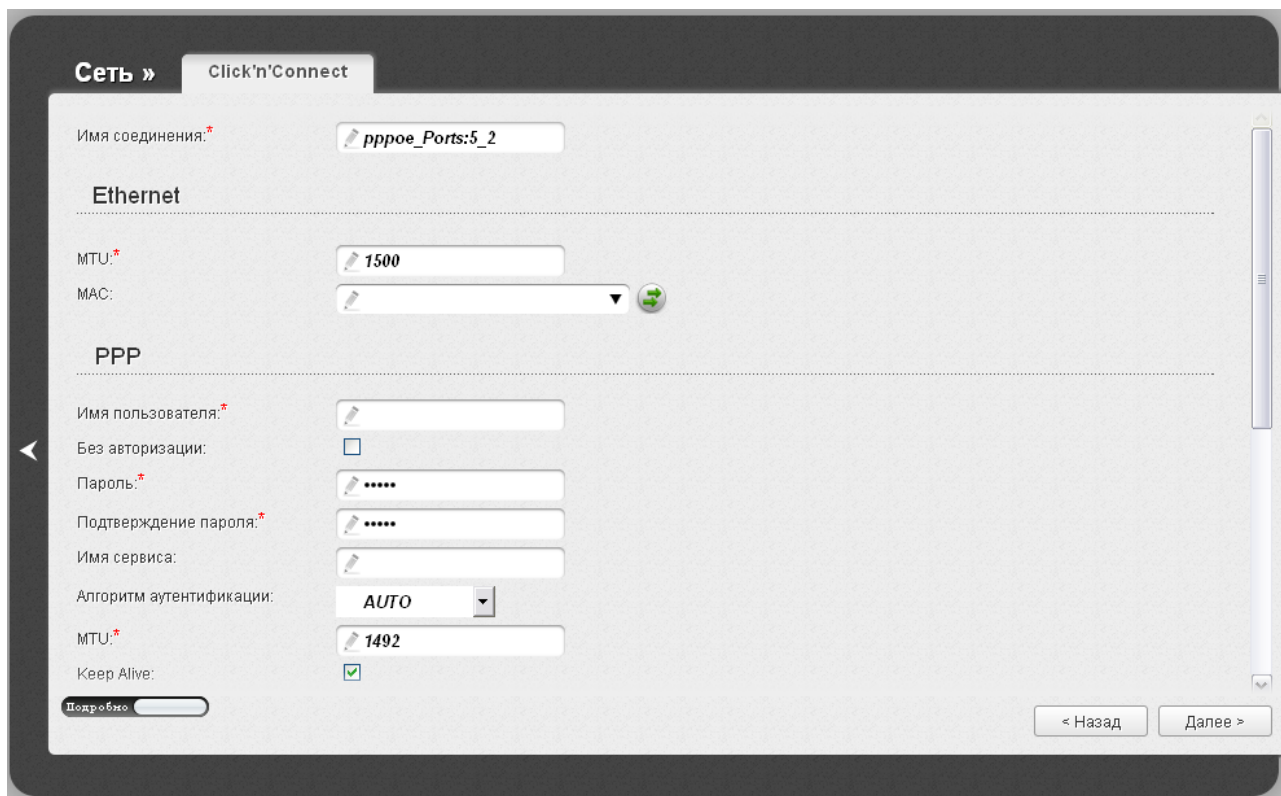 Сеть »
Click'n'Connect
Имя соединения:* pppoe_Ports:5_2
Ethernet
MTU:* 1500
MAC:
PPP
Имя пользователя:*
Без авторизации:
Пароль:* •••••
Подтверждение пароля:* •••••
Имя сервиса:
Алгоритм аутентификации: AUTO
MTU:* 1492
Keep Alive:
Подробно
< Назад
Далее >